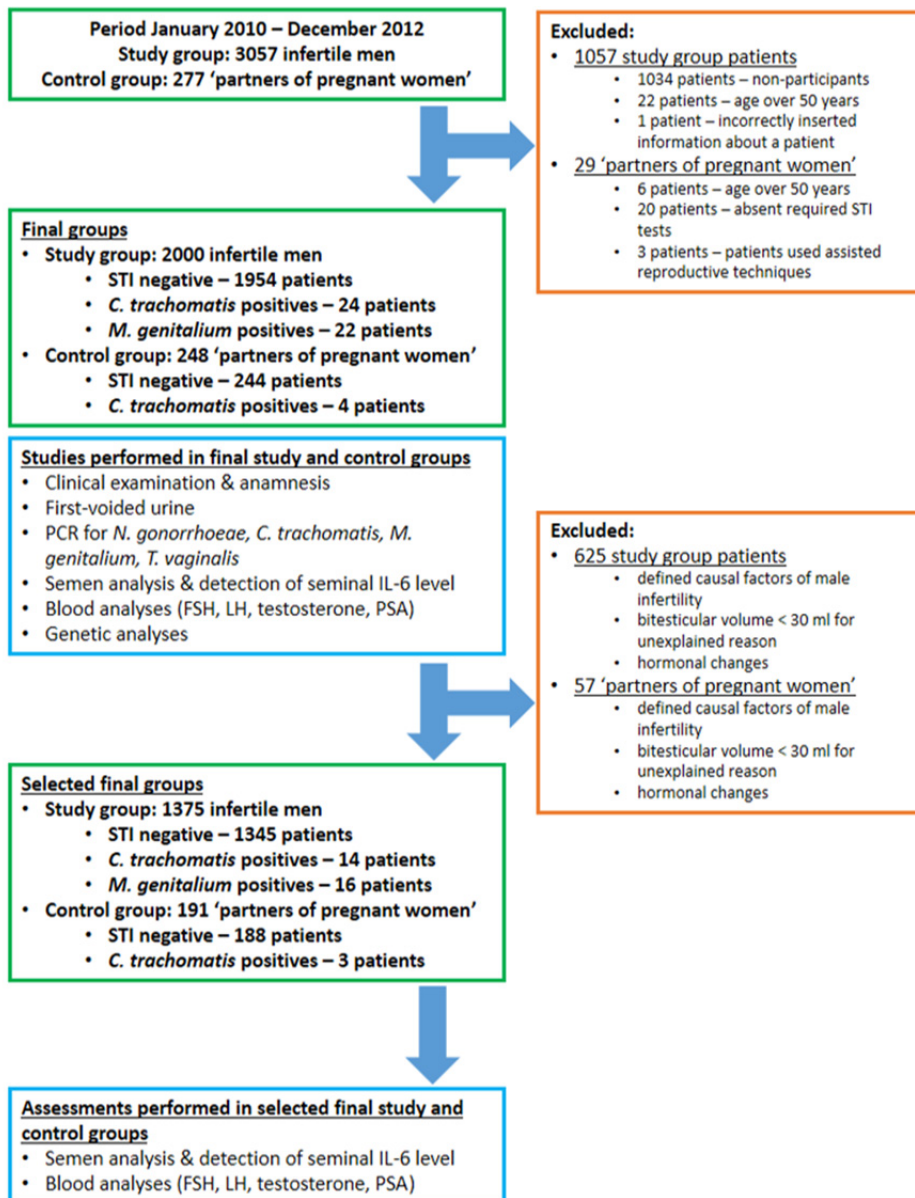 Period January 2010 – December 2012
Study group: 3057 infertile men
Control group: 277 'partners of pregnant women'
Excluded:
• 1057 study group patients
• 1034 patients – non-participants
• 22 patients – age over 50 years
• 1 patient – incorrectly inserted
information about a patient
• 29 'partners of pregnant women'
• 6 patients – age over 50 years
• 20 patients – absent required STI
tests
• 3 patients – patients used assisted
reproductive techniques
Final groups
• Study group: 2000 infertile men
• STI negative – 1954 patients
• C. trachomatis positives – 24 patients
• M. genitalium positives – 22 patients
• Control group: 248 'partners of pregnant women'
• STI negative – 244 patients
• C. trachomatis positives – 4 patients
Studies performed in final study and control groups
• Clinical examination & anamnesis
• First-voided urine
• PCR for N. gonorrhoeae, C. trachomatis, M.
genitalium, T. vaginalis
• Semen analysis & detection of seminal IL-6 level
• Blood analyses (FSH, LH, testosterone, PSA)
• Genetic analyses
Excluded:
• 625 study group patients
• defined causal factors of male
infertility
• bitesticular volume < 30 ml for
unexplained reason
• hormonal changes
• 57 'partners of pregnant women'
• defined causal factors of male
infertility
• bitesticular volume < 30 ml for
unexplained reason
• hormonal changes
Selected final groups
• Study group: 1375 infertile men
• STI negative – 1345 patients
• C. trachomatis positives – 14 patients
• M. genitalium positives – 16 patients
• Control group: 191 'partners of pregnant women'
• STI negative – 188 patients
• C. trachomatis positives – 3 patients
Assessments performed in selected final study and
control groups
• Semen analysis & detection of seminal IL-6 level
• Blood analyses (FSH, LH, testosterone, PSA)